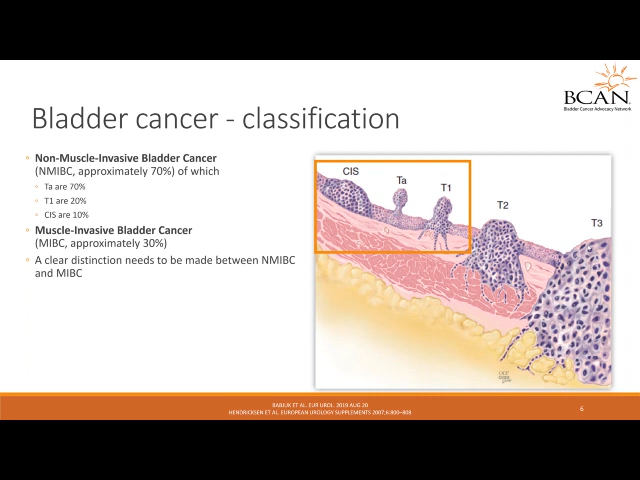 BCAN
Bladder Cancer Advocacy Network
Bladder cancer - classification
Non-Muscle-Invasive Bladder Cancer
(NMIBC, approximately 70%) of which
Ta are 70%
T1 are 20%
CIS are 10%
Muscle-Invasive Bladder Cancer
(MIBC, approximately 30%)
A clear distinction needs to be made between NMIBC
and MIBC
CIS
Ta
T1
T2
T3
BABJUK ET AL. EUR UROL. 2019 AUG 20
HENDRICKSEN ET AL. EUROPEAN UROLOGY SUPPLEMENTS 2007;6:800–808
6